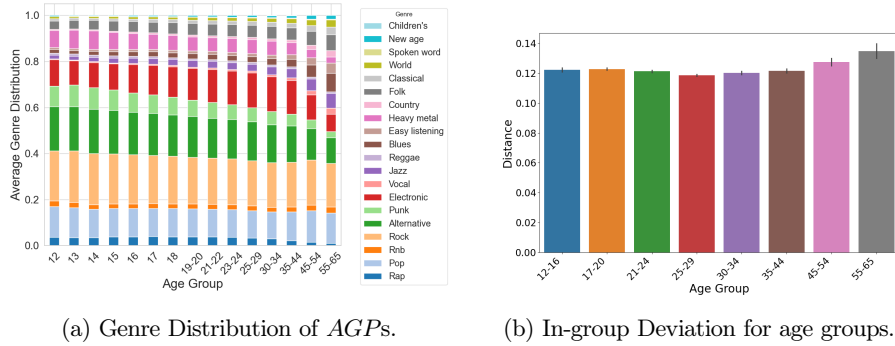 Average Genre Distribution
1.0
0.8
0.6
0.4
0.2
0.0
12
13
14
15
16
17
18
19-20
21-22
23-24
25-29
30-34
35-44
45-54
55-65
Age Group
Genre
Children's
New age
Spoken word
World
Classical
Folk
Country
Heavy metal
Easy listening
Blues
Reggae
Jazz
Vocal
Electronic
Punk
Alternative
Rock
Rnb
Pop
Rap
(a) Genre Distribution of AGPs.
Distance
0.14
0.12
0.10
0.08
0.06
0.04
0.02
0.00
12-16
17-20
21-24
25-29
30-34
35-44
45-54
55-65
Age Group
(b) In-group Deviation for age groups.